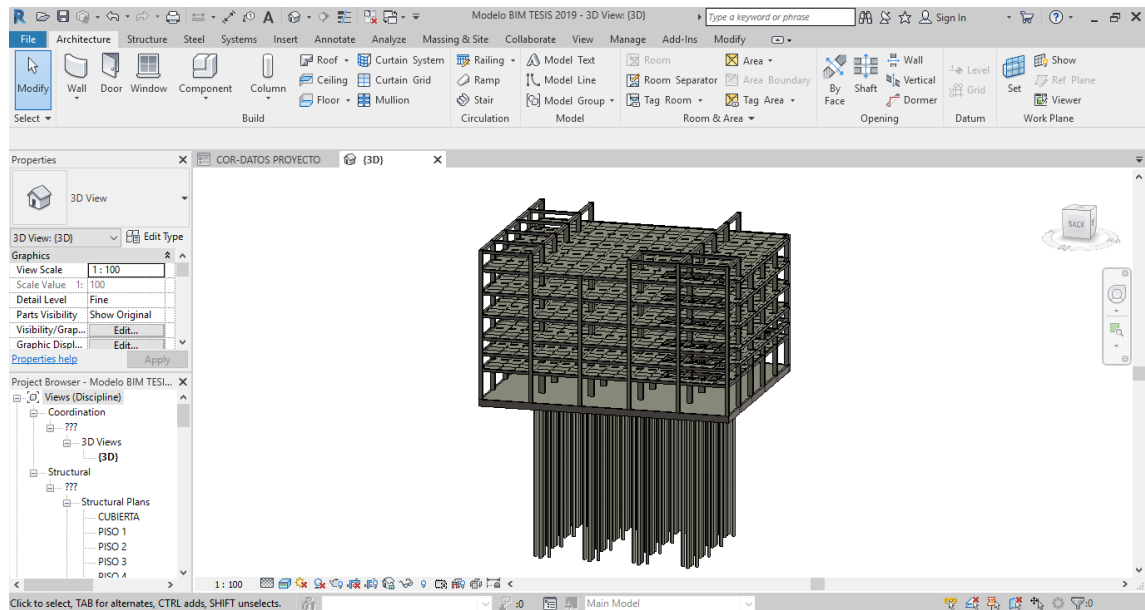 Modelo BIM TESIS 2019 - 3D View: {3D}
Type a keyword or phrase
Sign In
File Architecture Structure Steel Systems Insert Annotate Analyze Massing & Site Collaborate View Manage Add-Ins Modify
Modify
Wall
Door
Window
Component
Column
Roof
Ceiling
Floor
Curtain System
Curtain Grid
Mullion
Railing
Ramp
Stair
Model Text
Model Line
Model Group
Room
Room Separator
Tag Room
Area
Area Boundary
Tag Area
By Face
Shaft
Wall
Vertical
Dormer
Level
Grid
Set
Show
Ref Plane
Viewer
Select Build Circulation Model Room & Area Opening Datum Work Plane
Properties
COR-DATOS PROYECTO
{3D}
3D View
3D View: {3D}
Edit Type
Graphics
View Scale 1 : 100
Scale Value 1: 100
Detail Level Fine
Parts Visibility Show Original
Visibility/Grap... Edit...
Graphic Displ... Edit...
Properties help
Apply
Project Browser - Modelo BIM TESI...
Views (Discipline)
Coordination
???
3D Views
{3D}
Structural
???
Structural Plans
CUBIERTA
PISO 1
PISO 2
PISO 3
PISO 4
BACK
1 : 100
Click to select, TAB for alternates, CTRL adds, SHIFT unselects.
:0
Main Model
:0